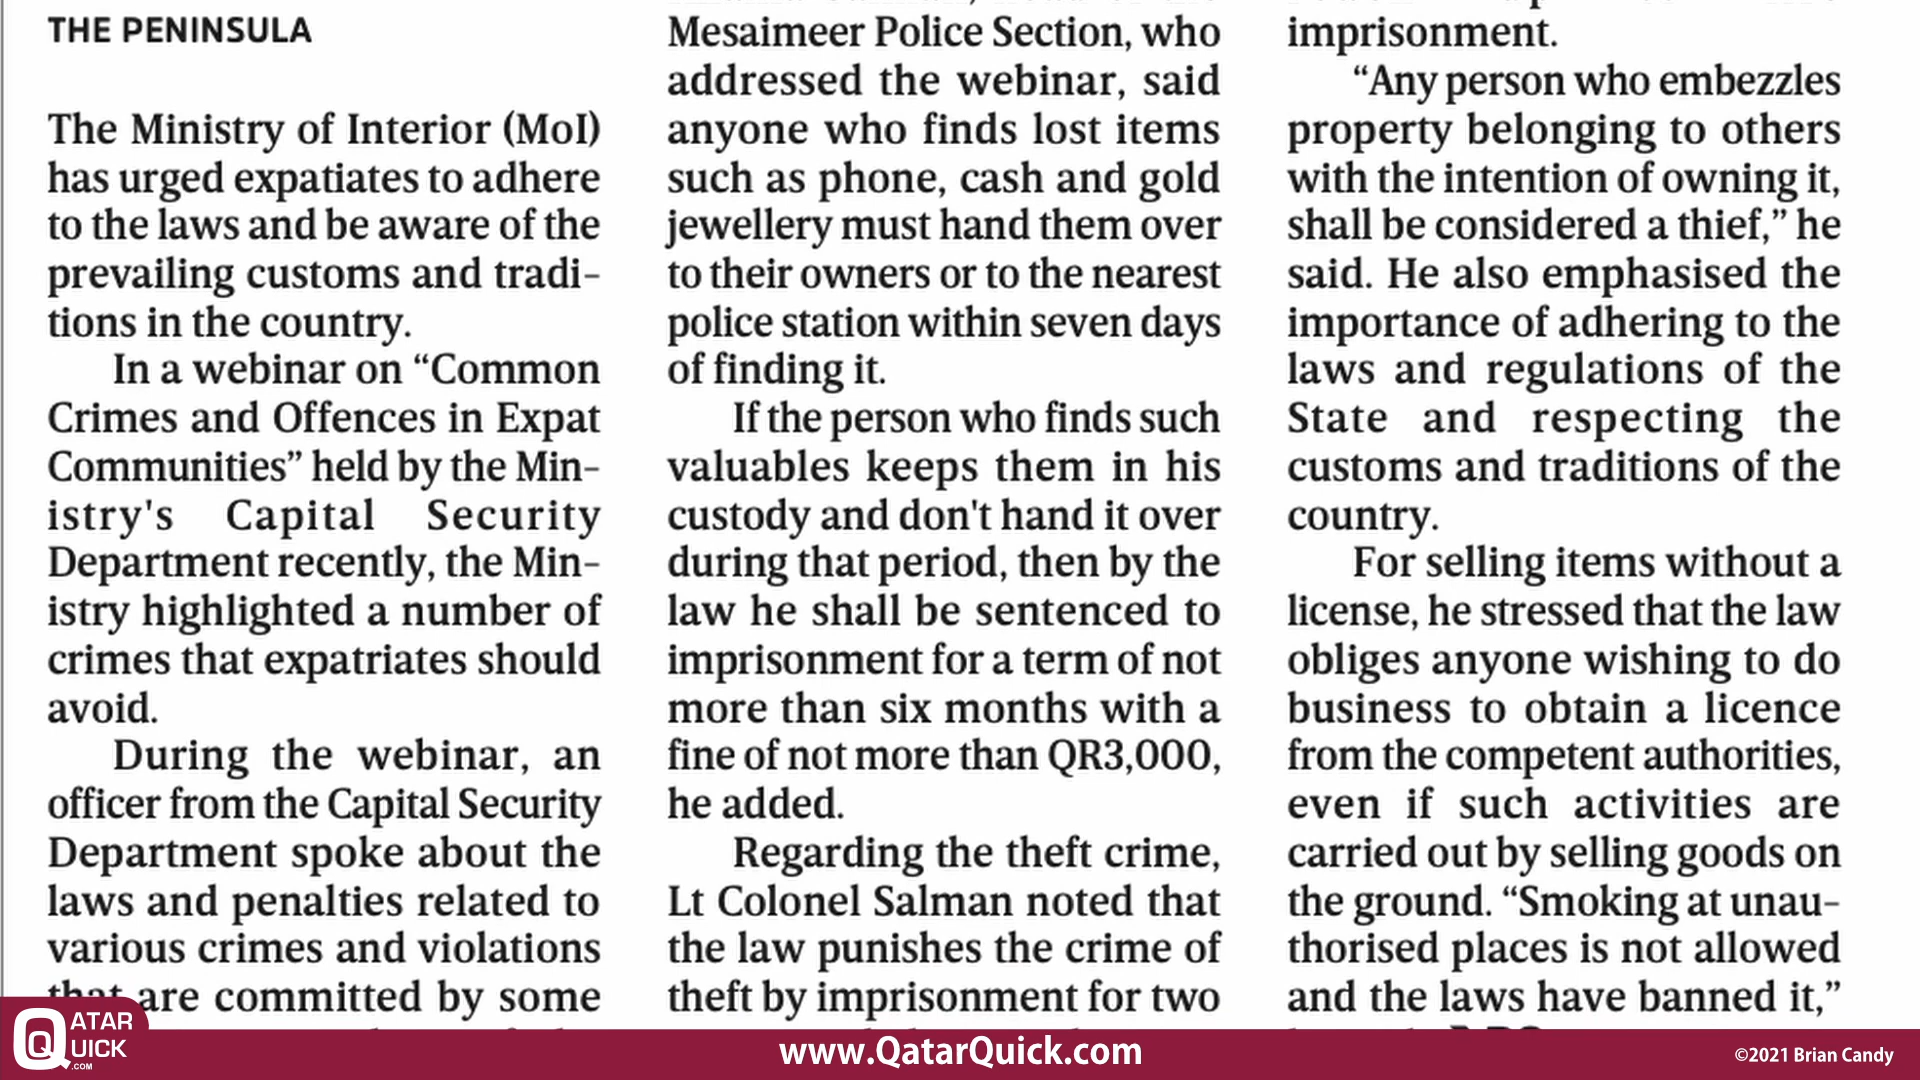 THE PENINSULA
The Ministry of Interior (MoI)
has urged expatiates to adhere
to the laws and be aware of the
prevailing customs and tradi-
tions in the country.
In a webinar on “Common
Crimes and Offences in Expat
Communities” held by the Min-
istry's Capital Security
Department recently, the Min-
istry highlighted a number of
crimes that expatriates should
avoid.
During the webinar, an
officer from the Capital Security
Department spoke about the
laws and penalties related to
various crimes and violations
that are committed by some
Mesaimeer Police Section, who
addressed the webinar, said
anyone who finds lost items
such as phone, cash and gold
jewellery must hand them over
to their owners or to the nearest
police station within seven days
of finding it.
If the person who finds such
valuables keeps them in his
custody and don't hand it over
during that period, then by the
law he shall be sentenced to
imprisonment for a term of not
more than six months with a
fine of not more than QR3,000,
he added.
Regarding the theft crime,
Lt Colonel Salman noted that
the law punishes the crime of
theft by imprisonment for two
imprisonment.
“Any person who embezzles
property belonging to others
with the intention of owning it,
shall be considered a thief,” he
said. He also emphasised the
importance of adhering to the
laws and regulations of the
State and respecting the
customs and traditions of the
country.
For selling items without a
license, he stressed that the law
obliges anyone wishing to do
business to obtain a licence
from the competent authorities,
even if such activities are
carried out by selling goods on
the ground. “Smoking at unau-
thorised places is not allowed
and the laws have banned it,”
QATAR
QUICK
.COM
www.QatarQuick.com
©2021 Brian Candy